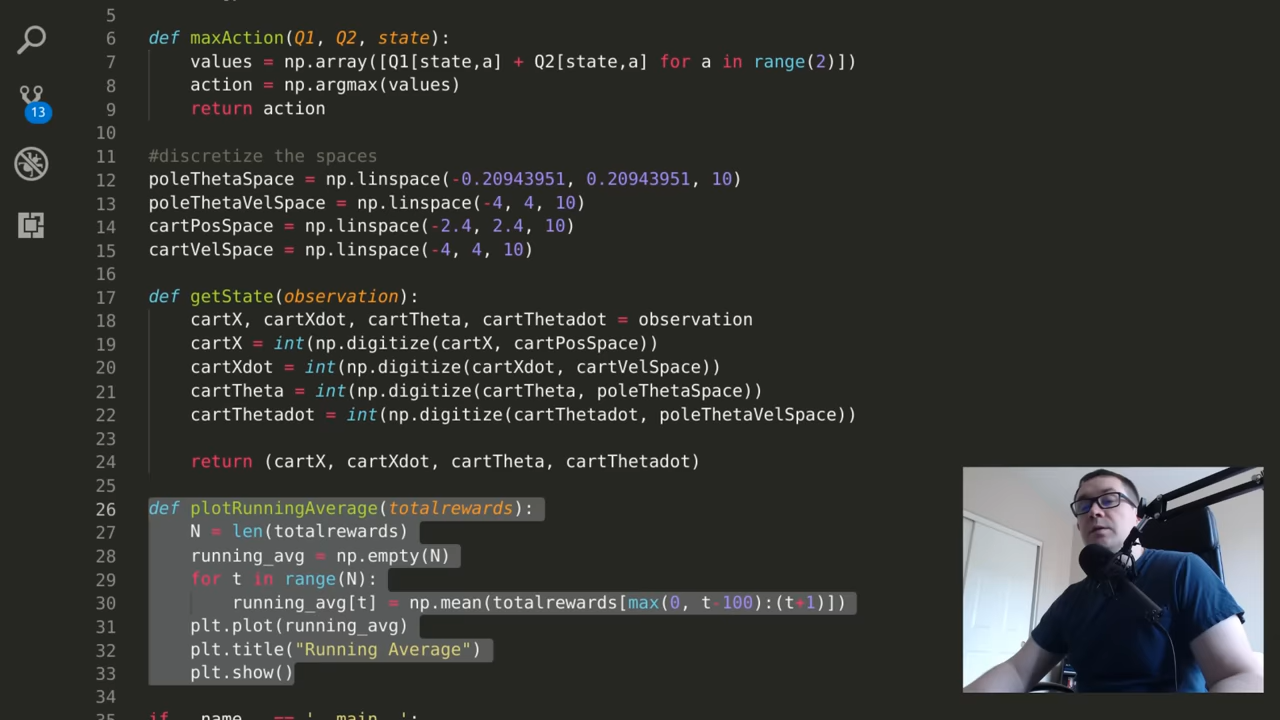 5
6 def maxAction(Q1, Q2, state):
7 values = np.array([Q1[state,a] + Q2[state,a] for a in range(2)])
8 action = np.argmax(values)
9 return action
10
11 #discretize the spaces
12 poleThetaSpace = np.linspace(-0.20943951, 0.20943951, 10)
13 poleThetaVelSpace = np.linspace(-4, 4, 10)
14 cartPosSpace = np.linspace(-2.4, 2.4, 10)
15 cartVelSpace = np.linspace(-4, 4, 10)
16
17 def getState(observation):
18 cartX, cartXdot, cartTheta, cartThetadot = observation
19 cartX = int(np.digitize(cartX, cartPosSpace))
20 cartXdot = int(np.digitize(cartXdot, cartVelSpace))
21 cartTheta = int(np.digitize(cartTheta, poleThetaSpace))
22 cartThetadot = int(np.digitize(cartThetadot, poleThetaVelSpace))
23
24 return (cartX, cartXdot, cartTheta, cartThetadot)
25
26 def plotRunningAverage(totalrewards):
27 N = len(totalrewards)
28 running_avg = np.empty(N)
29 for t in range(N):
30 running_avg[t] = np.mean(totalrewards[max(0, t-100):(t+1)])
31 plt.plot(running_avg)
32 plt.title("Running Average")
33 plt.show()
34
35 if __name__ == '__main__':
13